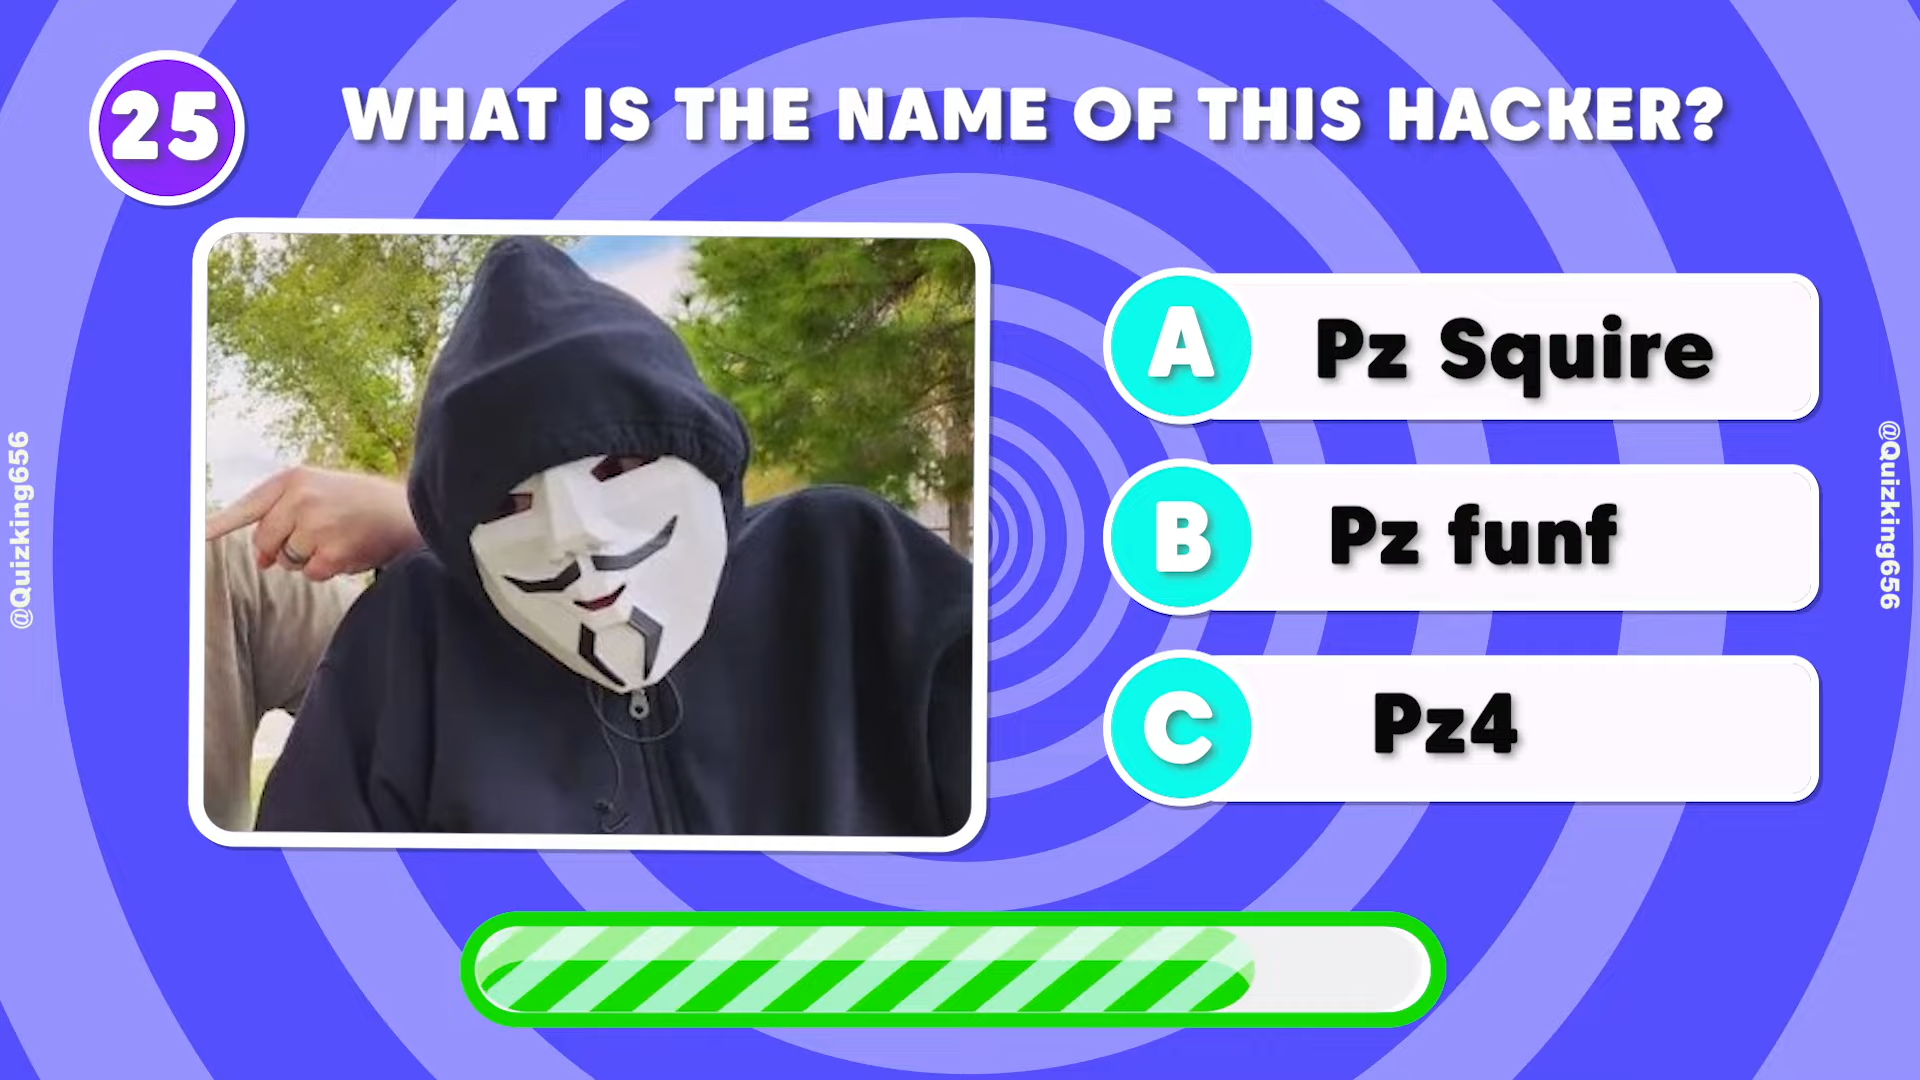 25
WHAT IS THE NAME OF THIS HACKER?
A Pz Squire
B Pz funf
C Pz4
@Quizking656
@Quizking656